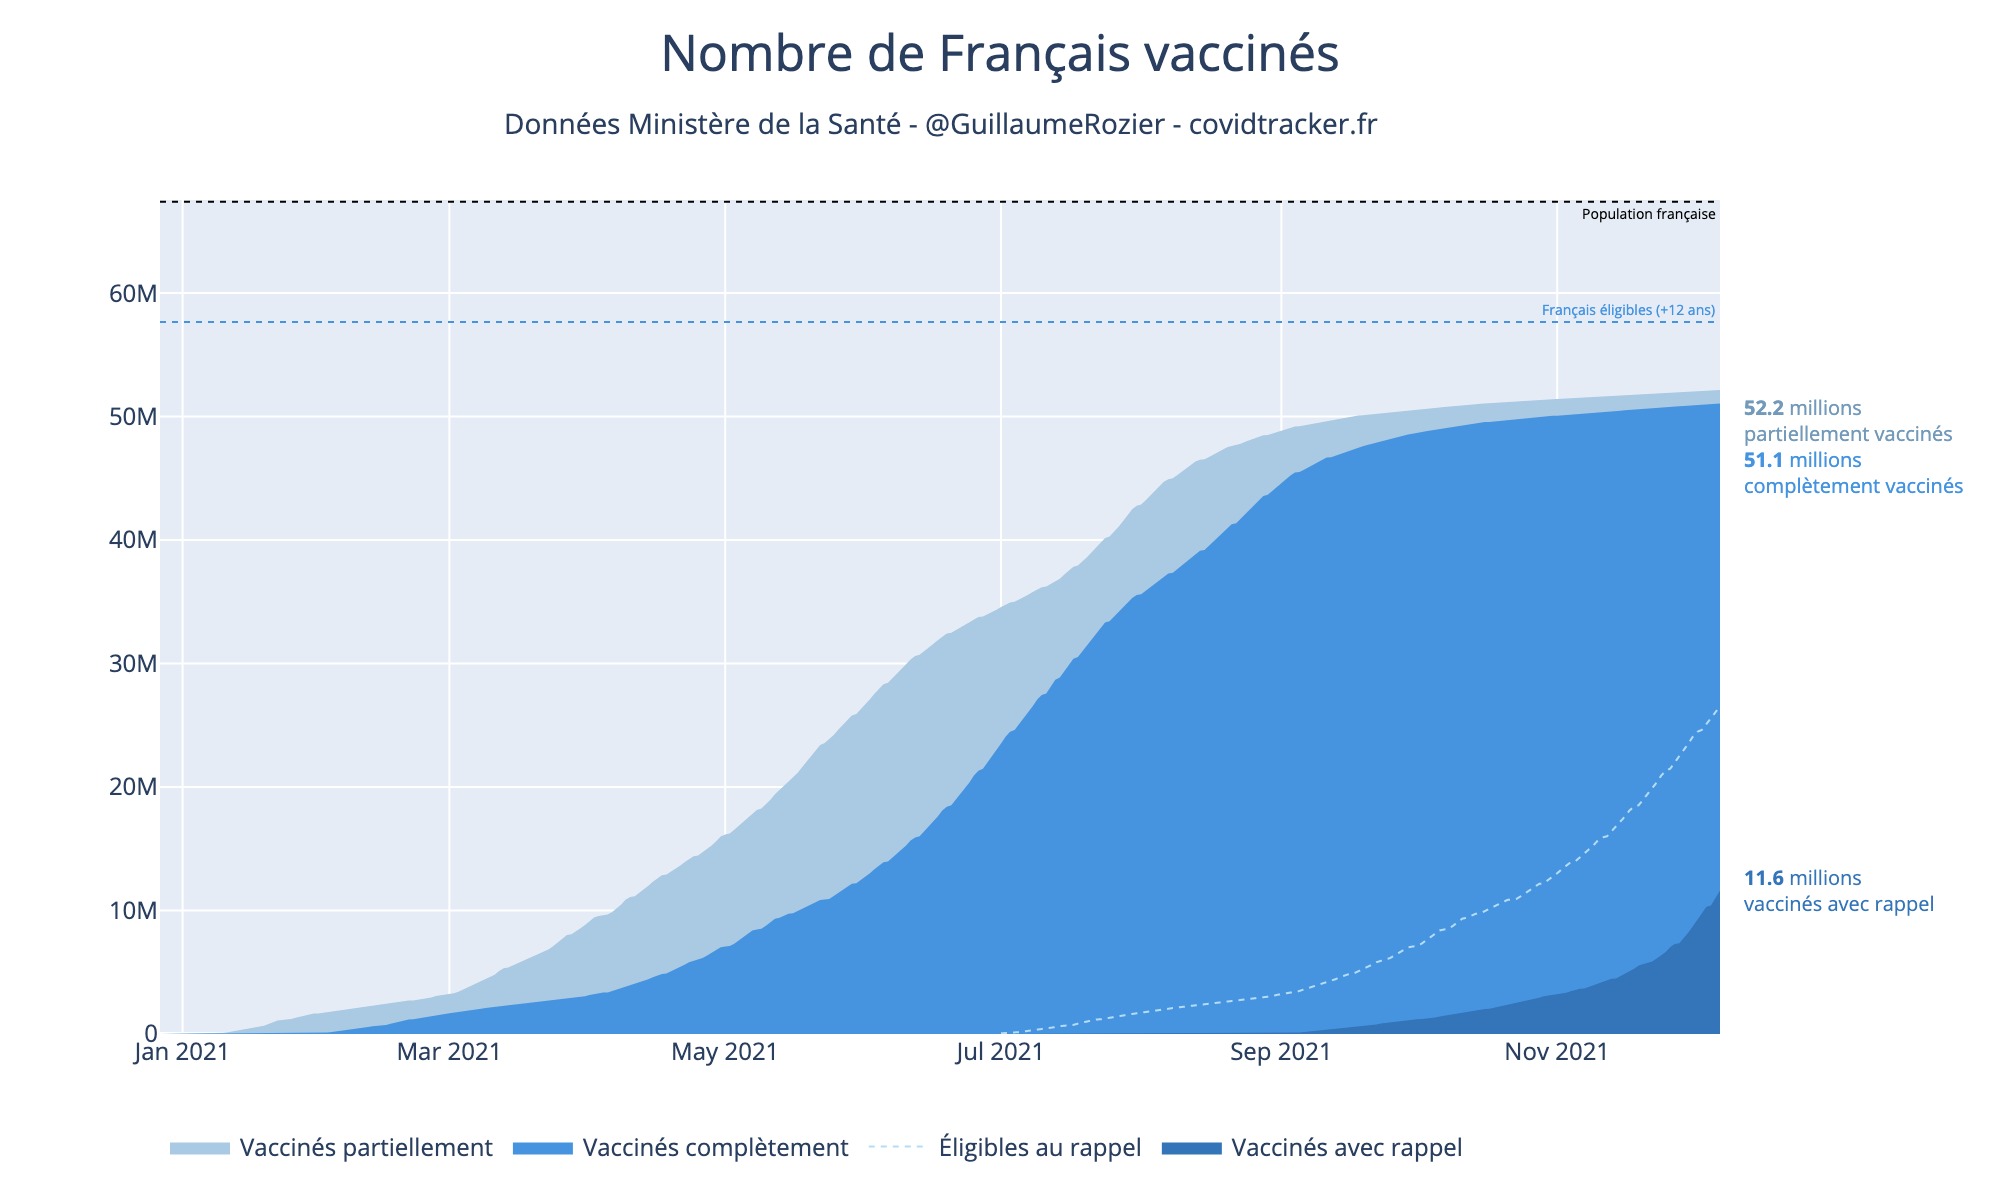 Nombre de Français vaccinés
Données Ministère de la Santé - @GuillaumeRozier - covidtracker.fr
Population française
60M
Français éligibles (+12 ans)
50M
52.2 millions
partiellement vaccinés
51.1 millions
complètement vaccinés
40M
30M
20M
11.6 millions
vaccinés avec rappel
10M
0
Jan 2021 Mar 2021 May 2021 Jul 2021 Sep 2021 Nov 2021
Vaccinés partiellement Vaccinés complètement Éligibles au rappel Vaccinés avec rappel